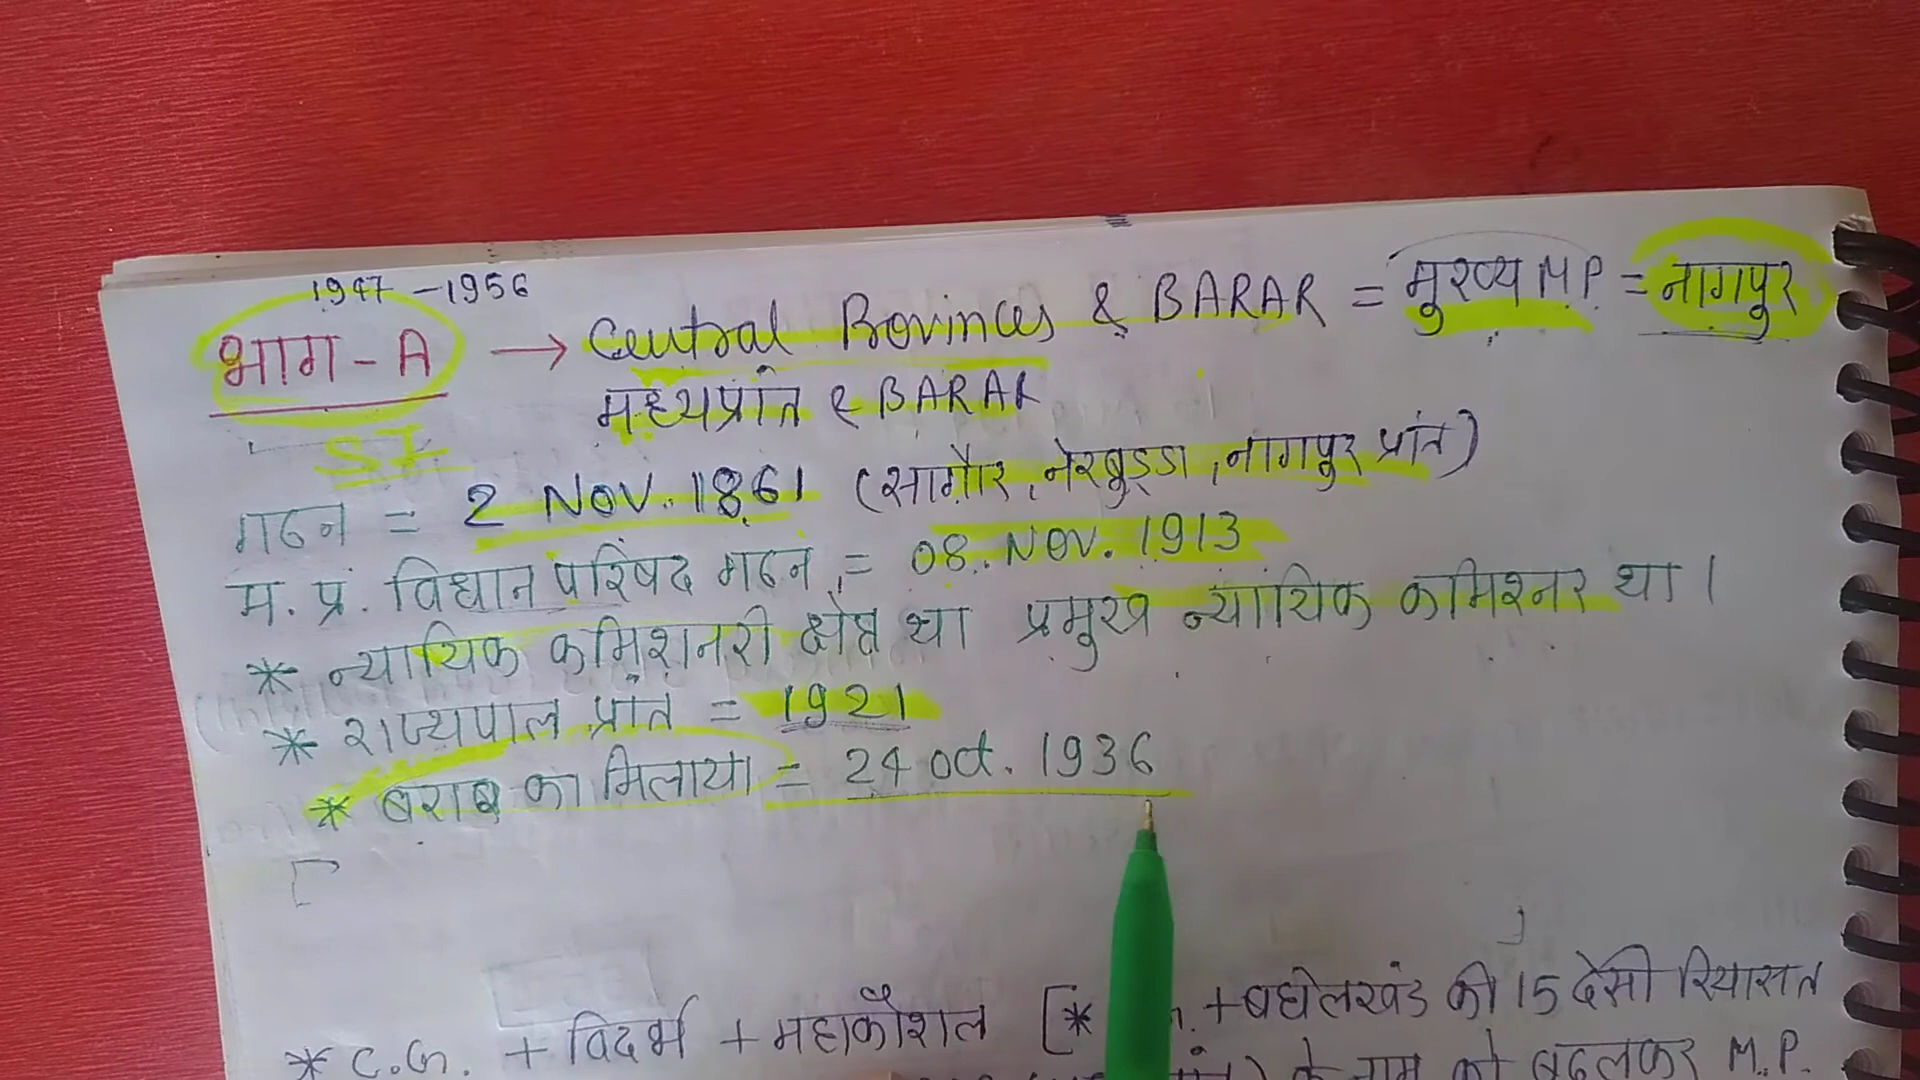 1947 - 1956
भाग - A → Central Provinces & BARAR = मुख्य M.P. = नागपुर
मध्यप्रांत & BARAR
SI
गठन = 2 NOV. 1861 (सागौर, नेरबुड्डा, नागपुर प्रांत)
म. प्र. विधान परिषद गठन = 08. NOV. 1913
* न्यायिक कमिशनरी क्षेत्र था प्रमुख न्यायिक कमिश्नर था।
* राज्यपाल प्रांत = 1921
* बरार का मिलाया = 24 oct. 1936
* C.G. + विदर्भ + महाकौशल [* + बघेलखंड की 15 देसी रियासत
के नाम को बदलकर M.P.